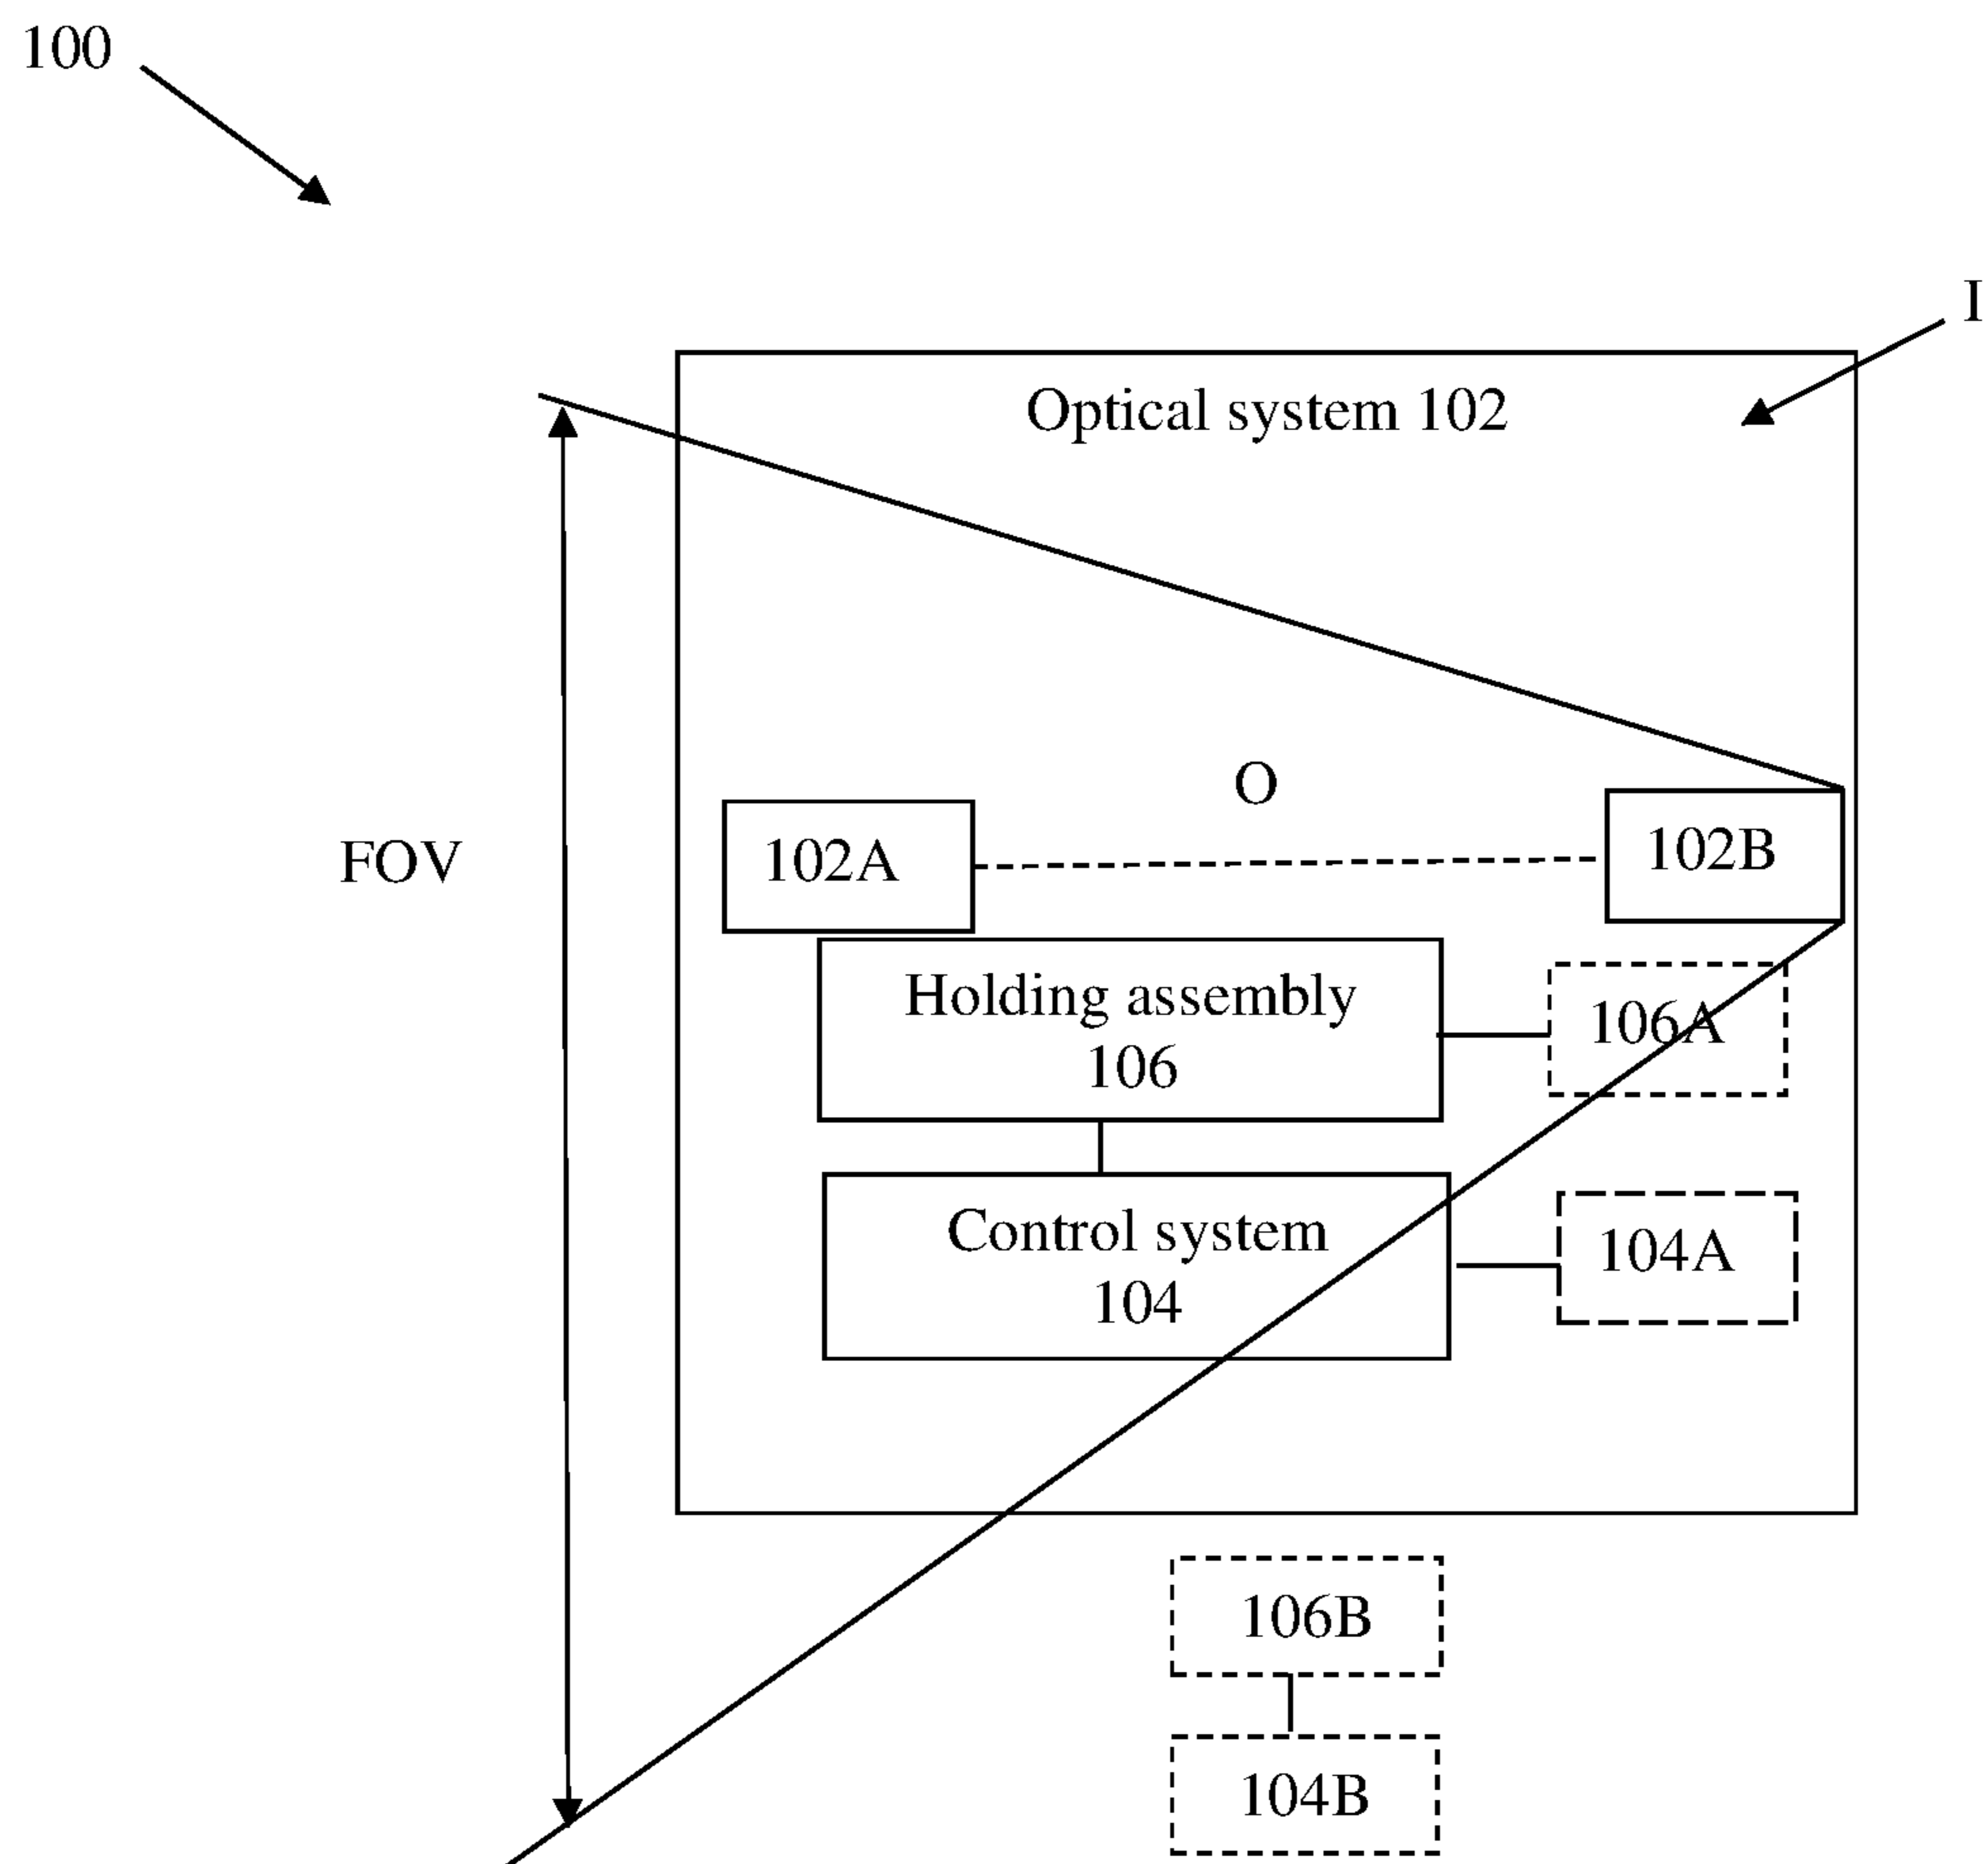 100
I
Optical system 102
O
FOV
102A
102B
Holding assembly
106
106A
Control system
104
104A
106B
104B